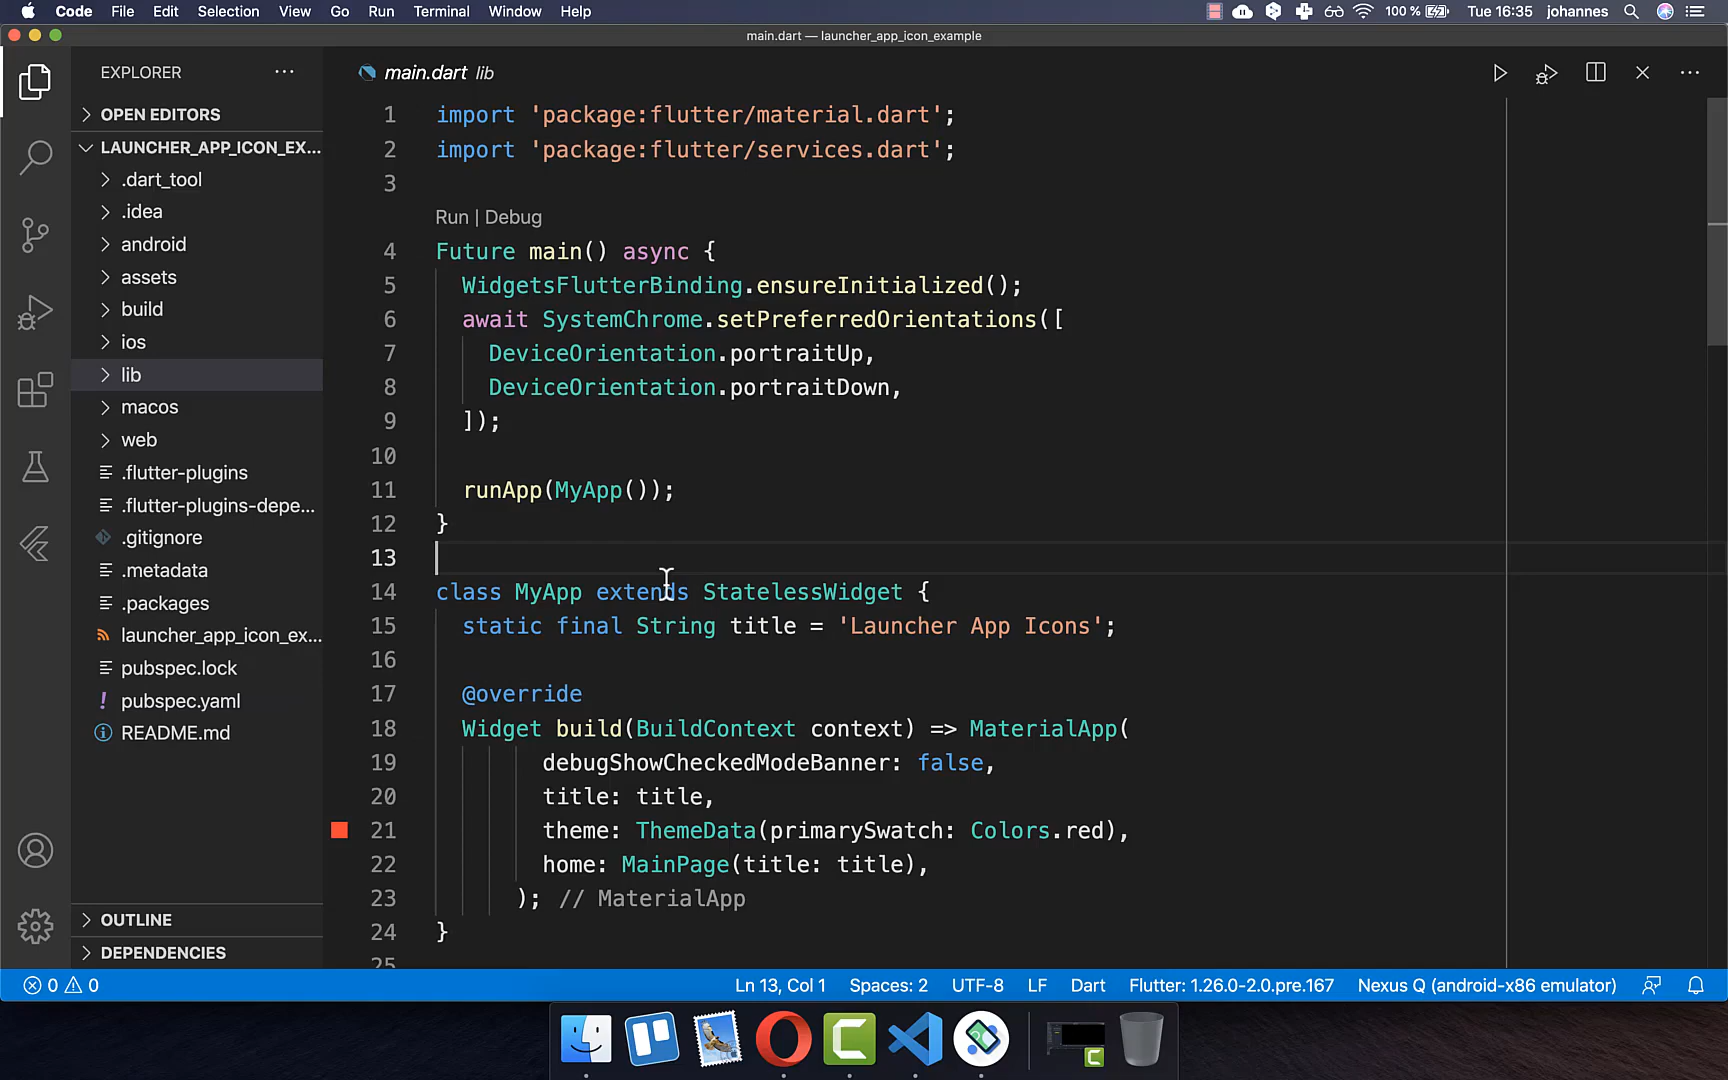 Code File Edit Selection View Go Run Terminal Window Help 100 % Tue 16:35 johannes
main.dart — launcher_app_icon_example
EXPLORER
OPEN EDITORS
LAUNCHER_APP_ICON_EX...
.dart_tool
.idea
android
assets
build
ios
lib
macos
web
.flutter-plugins
.flutter-plugins-depe...
.gitignore
.metadata
.packages
launcher_app_icon_ex...
pubspec.lock
! pubspec.yaml
README.md
OUTLINE
DEPENDENCIES
main.dart lib
1 import 'package:flutter/material.dart';
2 import 'package:flutter/services.dart';
3
Run | Debug
4 Future main() async {
5 WidgetsFlutterBinding.ensureInitialized();
6 await SystemChrome.setPreferredOrientations([
7 DeviceOrientation.portraitUp,
8 DeviceOrientation.portraitDown,
9 ]);
10
11 runApp(MyApp());
12 }
13
14 class MyApp extends StatelessWidget {
15 static final String title = 'Launcher App Icons';
16
17 @override
18 Widget build(BuildContext context) => MaterialApp(
19 debugShowCheckedModeBanner: false,
20 title: title,
21 theme: ThemeData(primarySwatch: Colors.red),
22 home: MainPage(title: title),
23 ); // MaterialApp
24 }
25
0 0 Ln 13, Col 1 Spaces: 2 UTF-8 LF Dart Flutter: 1.26.0-2.0.pre.167 Nexus Q (android-x86 emulator)